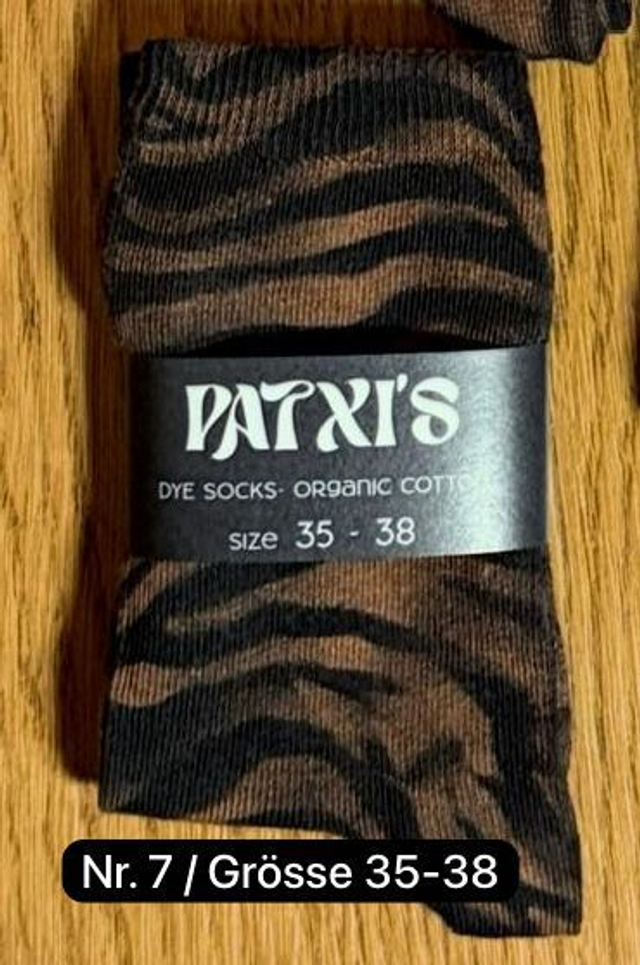 PATXI'S
DYE SOCKS- ORGANIC COTTO
SIZE 35 - 38
Nr. 7 / Grösse 35-38